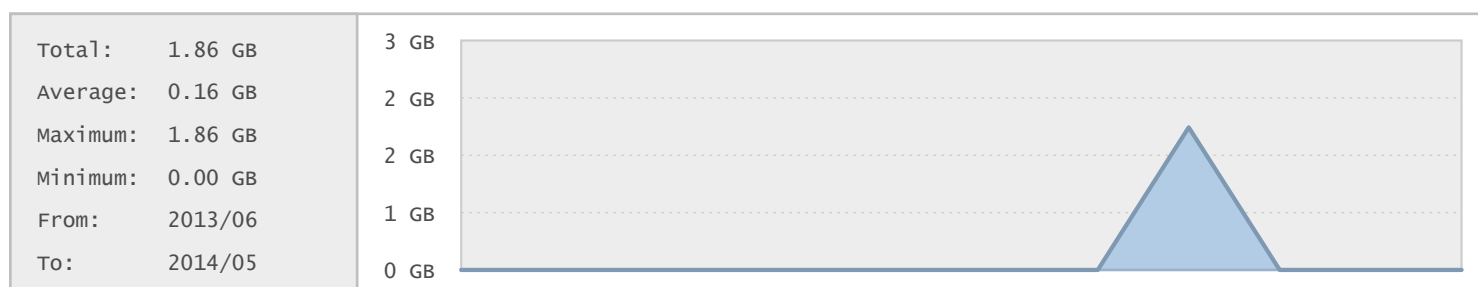 Total: 1.86 GB
Average: 0.16 GB
Maximum: 1.86 GB
Minimum: 0.00 GB
From: 2013/06
To: 2014/05
3 GB
2 GB
2 GB
1 GB
0 GB